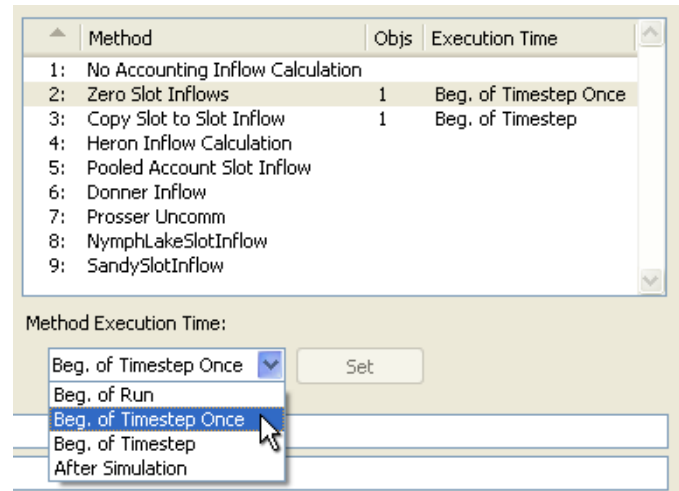 Method Objs Execution Time
1: No Accounting Inflow Calculation
2: Zero Slot Inflows 1 Beg. of Timestep Once
3: Copy Slot to Slot Inflow 1 Beg. of Timestep
4: Heron Inflow Calculation
5: Pooled Account Slot Inflow
6: Donner Inflow
7: Prosser Uncomm
8: NymphLakeSlotInflow
9: SandySlotInflow
Method Execution Time:
Beg. of Timestep Once Set
Beg. of Run
Beg. of Timestep Once
Beg. of Timestep
After Simulation